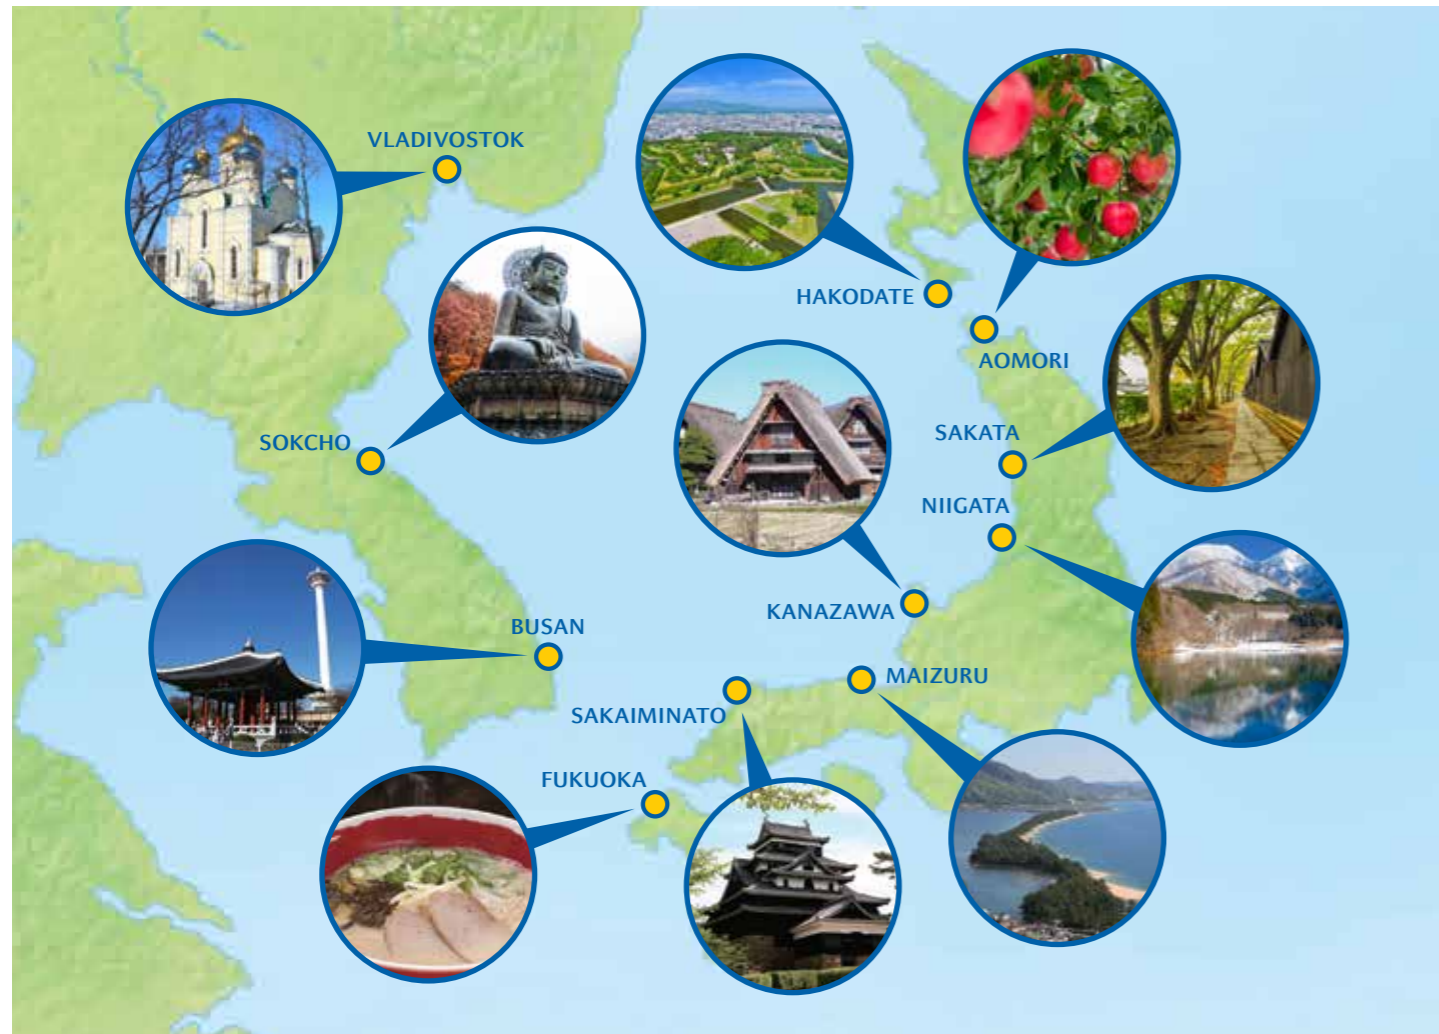 VLADIVOSTOK
HAKODATE
AOMORI
SOKCHO
SAKATA
NIIGATA
KANAZAWA
BUSAN
MAIZURU
SAKAIMINATO
FUKUOKA